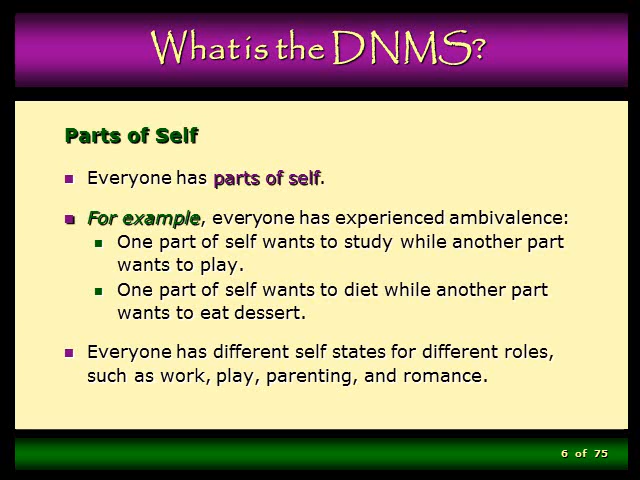 What is the DNMS?
Parts of Self
Everyone has parts of self.
For example, everyone has experienced ambivalence:
One part of self wants to study while another part
wants to play.
One part of self wants to diet while another part
wants to eat dessert.
Everyone has different self states for different roles,
such as work, play, parenting, and romance.
6 of 75